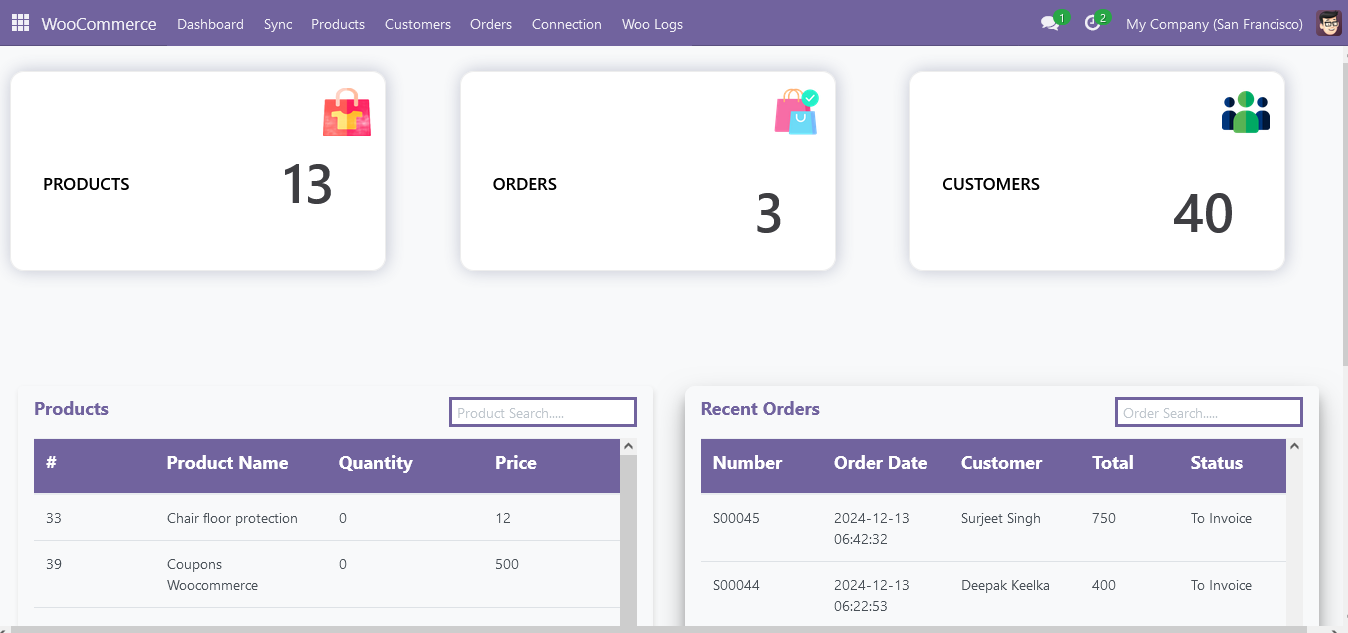 WooCommerce Dashboard Sync Products Customers Orders Connection Woo Logs 1 2 My Company (San Francisco)
PRODUCTS 13
ORDERS 3
CUSTOMERS 40
Products Product Search.....
# Product Name Quantity Price
33 Chair floor protection 0 12
39 Coupons 0 500
Woocommerce
Recent Orders Order Search.....
Number Order Date Customer Total Status
S00045 2024-12-13 Surjeet Singh 750 To Invoice
06:42:32
S00044 2024-12-13 Deepak Keelka 400 To Invoice
06:22:53